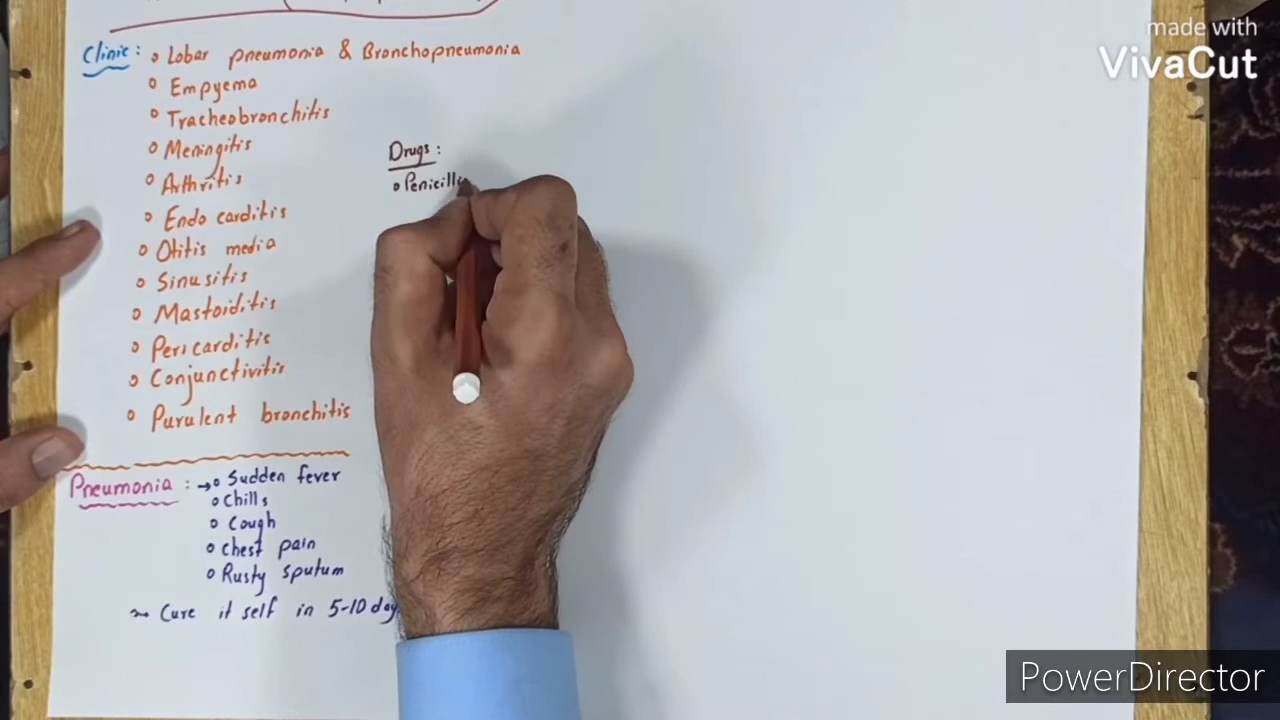 made with
VivaCut
Clinic: Lobar pneumonia & Bronchopneumonia
Empyema
Tracheobronchitis
Meningitis
Arthritis
Endo carditis
Otitis media
Sinusitis
Mastoiditis
Pericarditis
Conjunctivitis
Purulent bronchitis
Drugs:
Penicilli
Pneumonia: → Sudden fever
Chills
Cough
Chest pain
Rusty sputum
~ Cure it self in 5-10 day
PowerDirector